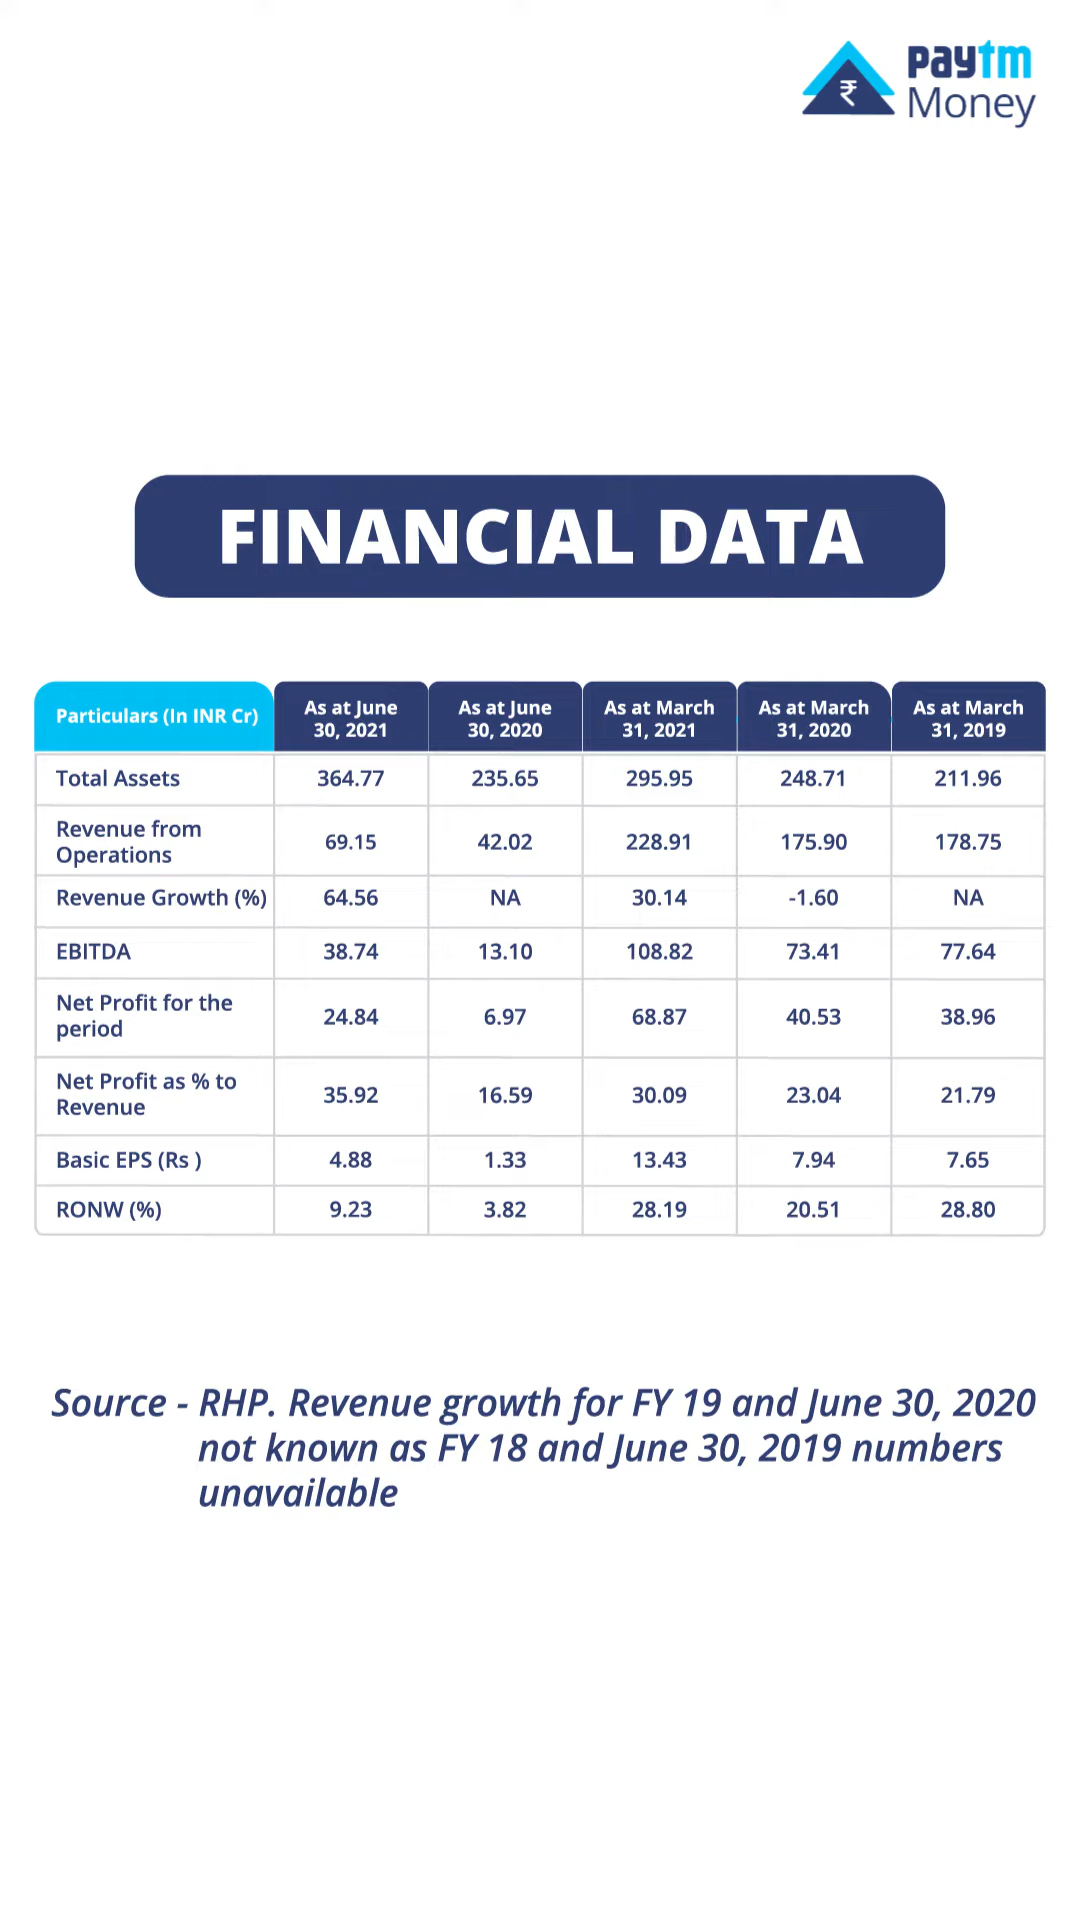 paytm
Money
₹
FINANCIAL DATA
Particulars (In INR Cr) As at June 30, 2021 As at June 30, 2020 As at March 31, 2021 As at March 31, 2020 As at March 31, 2019
Total Assets 364.77 235.65 295.95 248.71 211.96
Revenue from Operations 69.15 42.02 228.91 175.90 178.75
Revenue Growth (%) 64.56 NA 30.14 -1.60 NA
EBITDA 38.74 13.10 108.82 73.41 77.64
Net Profit for the period 24.84 6.97 68.87 40.53 38.96
Net Profit as % to Revenue 35.92 16.59 30.09 23.04 21.79
Basic EPS (Rs ) 4.88 1.33 13.43 7.94 7.65
RONW (%) 9.23 3.82 28.19 20.51 28.80
Source - RHP. Revenue growth for FY 19 and June 30, 2020
not known as FY 18 and June 30, 2019 numbers
unavailable